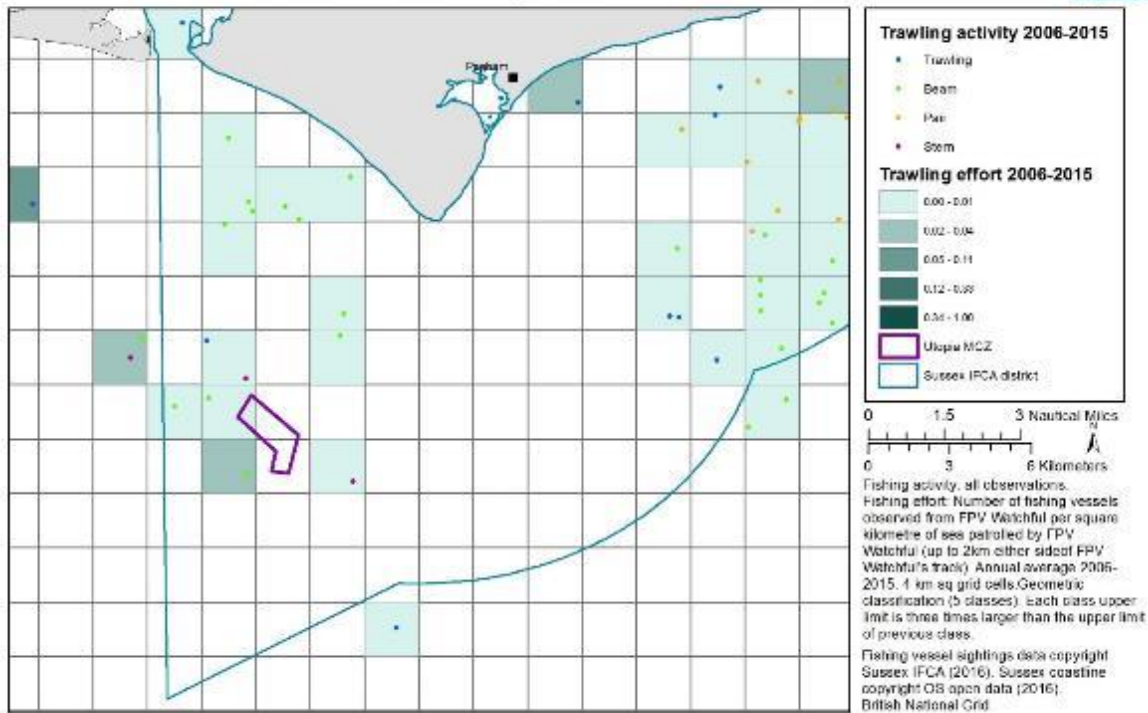 Pagham
Trawling activity 2006-2015
Trawling
Beam
Pair
Stern
Trawling effort 2006-2015
0.00 - 0.01
0.02 - 0.04
0.05 - 0.11
0.12 - 0.33
0.34 - 1.00
Utopia MCZ
Sussex IFCA district
0 1.5 3 Nautical Miles
N
0 3 6 Kilometers
Fishing activity: all observations.
Fishing effort: Number of fishing vessels
observed from FPV Watchful per square
kilometre of sea patrolled by FPV
Watchful (up to 2km either sideof FPV
Watchful's track). Annual average 2006-
2015. 4 km sq grid cells.Geometric
classification (5 classes). Each class upper
limit is three times larger than the upper limit
of previous class.
Fishing vessel sightings data copyright
Sussex IFCA (2016). Sussex coastline
copyright OS open data (2016).
British National Grid